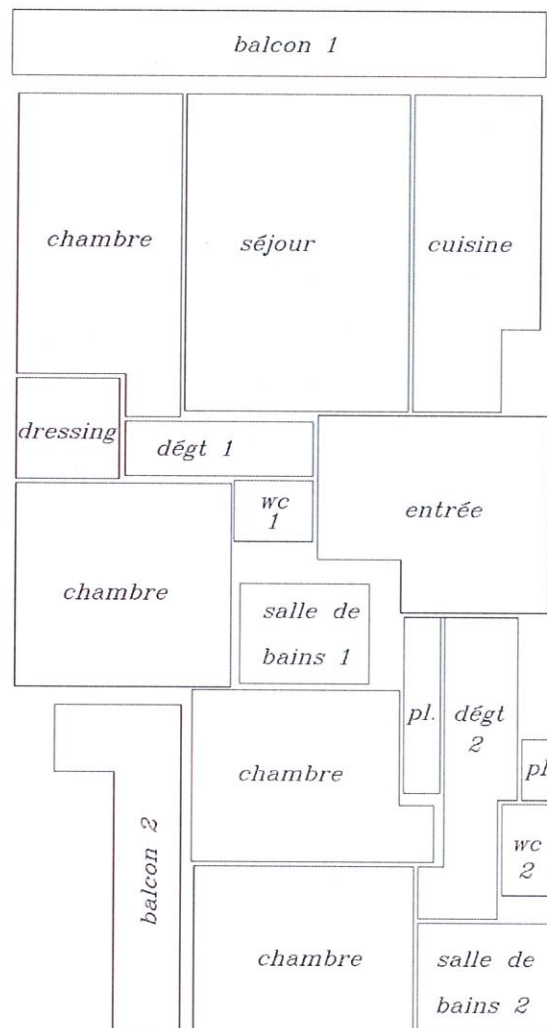 balcon 1
chambre
séjour
cuisine
dressing
dégt 1
wc
1
entrée
chambre
salle de
bains 1
pl.
dégt
2
pl
chambre
balcon 2
wc
2
chambre
salle de
bains 2